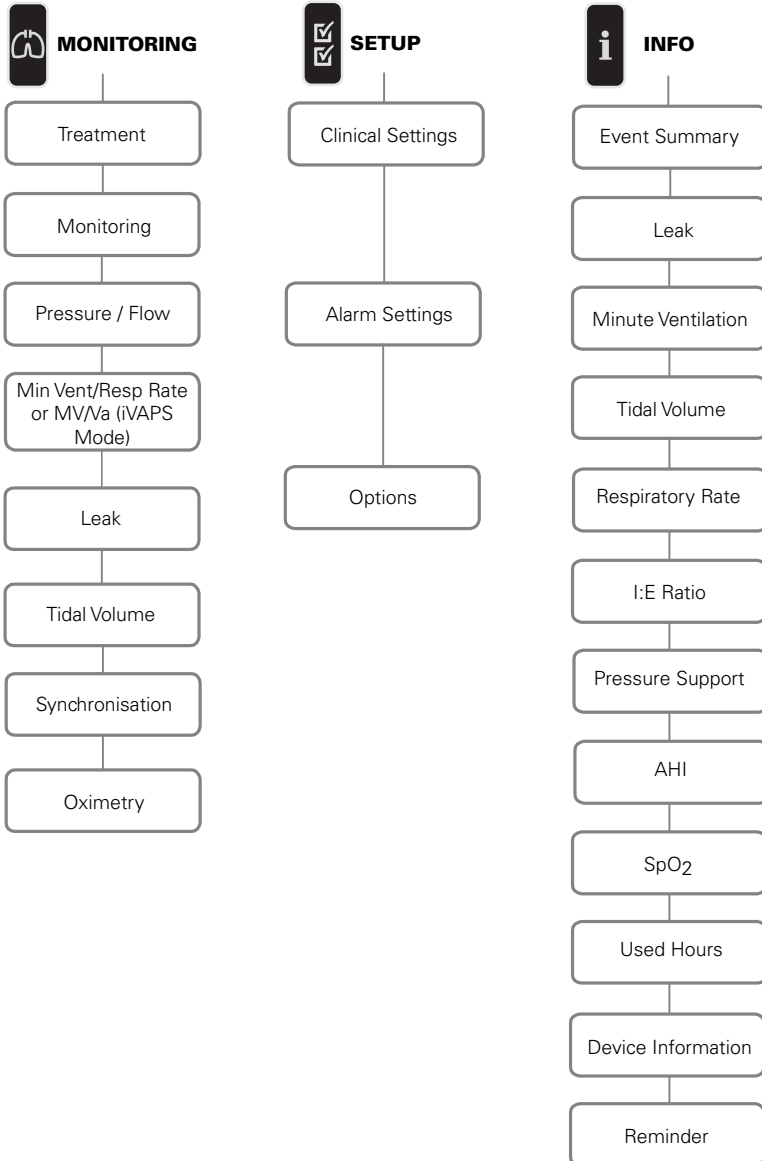 MONITORING
Treatment
Monitoring
Pressure / Flow
Min Vent/Resp Rate
or MV/Va (iVAPS
Mode)
Leak
Tidal Volume
Synchronisation
Oximetry
SETUP
Clinical Settings
Alarm Settings
Options
i INFO
Event Summary
Leak
Minute Ventilation
Tidal Volume
Respiratory Rate
I:E Ratio
Pressure Support
AHI
SpO2
Used Hours
Device Information
Reminder